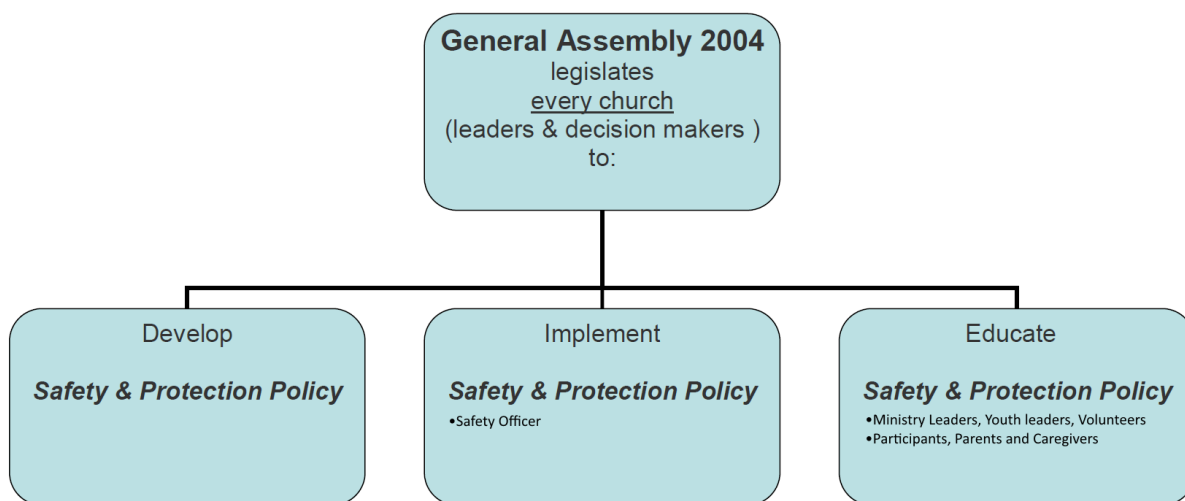 General Assembly 2004
legislates
every church
(leaders & decision makers )
to:
Develop
Safety & Protection Policy
Implement
Safety & Protection Policy
•Safety Officer
Educate
Safety & Protection Policy
•Ministry Leaders, Youth leaders, Volunteers
•Participants, Parents and Caregivers